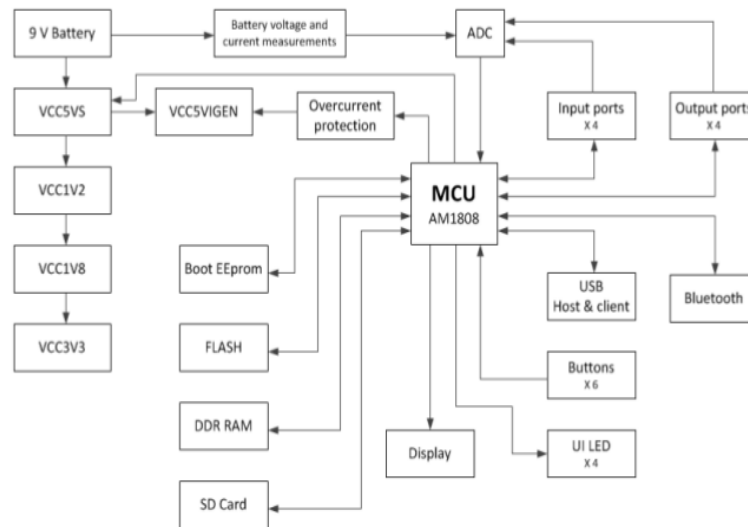 9 V Battery
Battery voltage and
current measurements
ADC
VCC5VS
VCC5VIGEN
Overcurrent
protection
Input ports
X 4
Output ports
X 4
MCU
AM1808
VCC1V2
Boot EEprom
VCC1V8
USB
Host & client
Bluetooth
FLASH
VCC3V3
Buttons
X 6
DDR RAM
Display
UI LED
X 4
SD Card